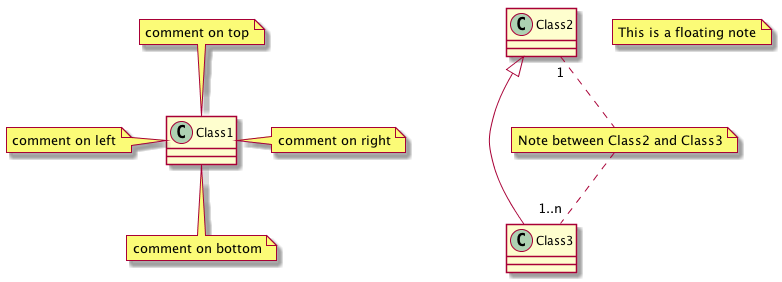 comment on top
C Class1
comment on left
comment on right
comment on bottom
C Class2
This is a floating note
1
Note between Class2 and Class3
1..n
C Class3